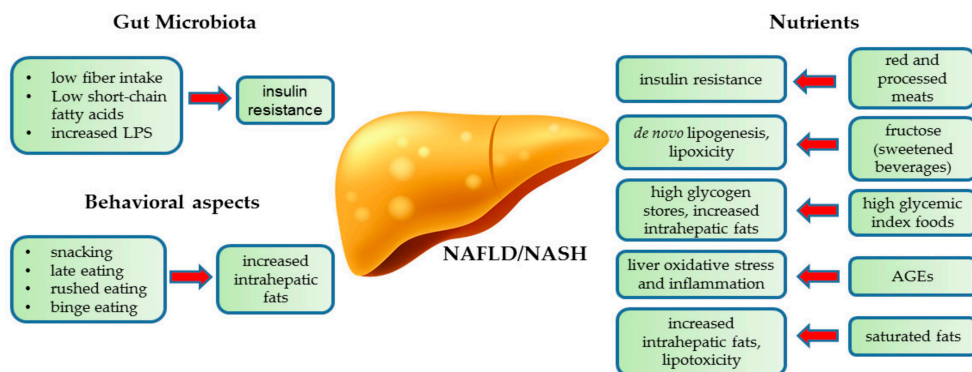 Gut Microbiota
• low fiber intake
• Low short-chain
fatty acids
• increased LPS
insulin
resistance
Behavioral aspects
• snacking
• late eating
• rushed eating
• binge eating
increased
intrahepatic
fats
NAFLD/NASH
Nutrients
insulin resistance
red and
processed
meats
de novo lipogenesis,
lipoxicity
fructose
(sweetened
beverages)
high glycogen
stores, increased
intrahepatic fats
high glycemic
index foods
liver oxidative stress
and inflammation
AGEs
increased
intrahepatic fats,
lipotoxicity
saturated fats